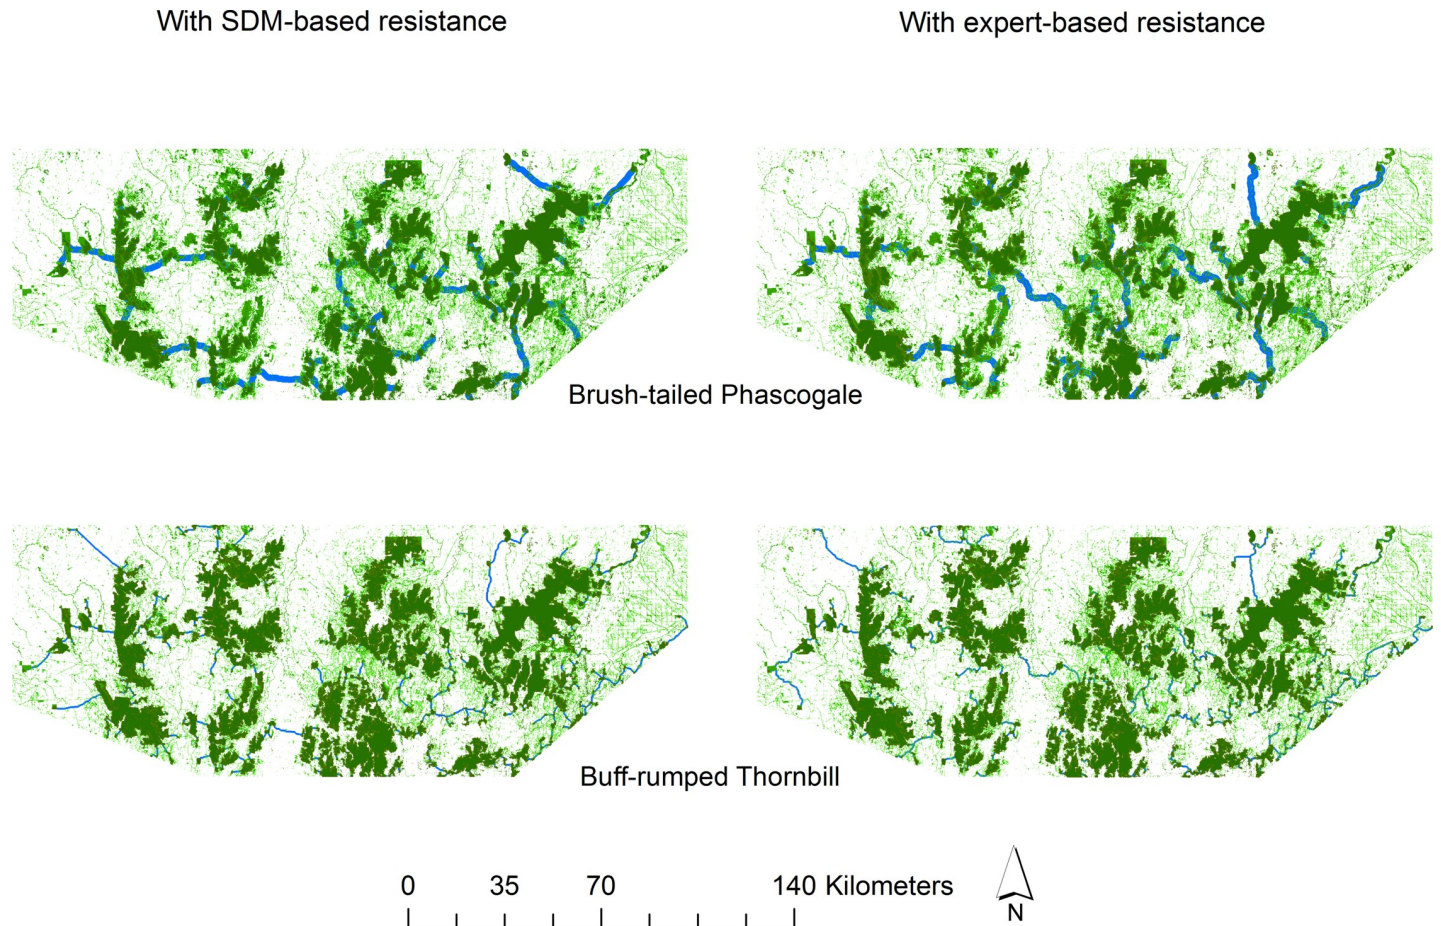 With SDM-based resistance
With expert-based resistance
Brush-tailed Phascogale
Buff-rumped Thornbill
0 35 70 140 Kilometers
N